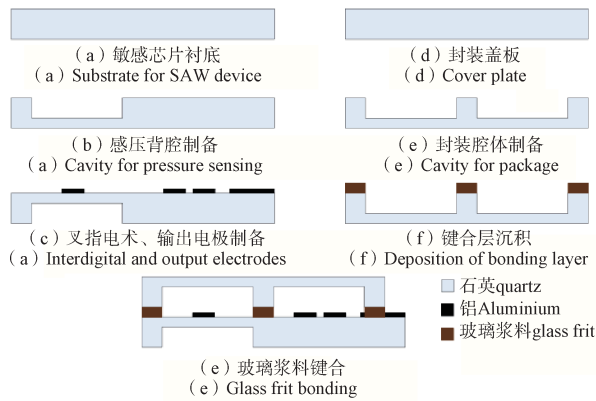 （a）敏感芯片衬底
（a）Substrate for SAW device
（d）封装盖板
（d）Cover plate
（b）感压背腔制备
（a）Cavity for pressure sensing
（e）封装腔体制备
（e）Cavity for package
（c）叉指电术、输出电极制备
（a）Interdigital and output electrodes
（f）键合层沉积
（f）Deposition of bonding layer
石英quartz
铝Aluminium
玻璃浆料glass frit
（e）玻璃浆料键合
（e）Glass frit bonding